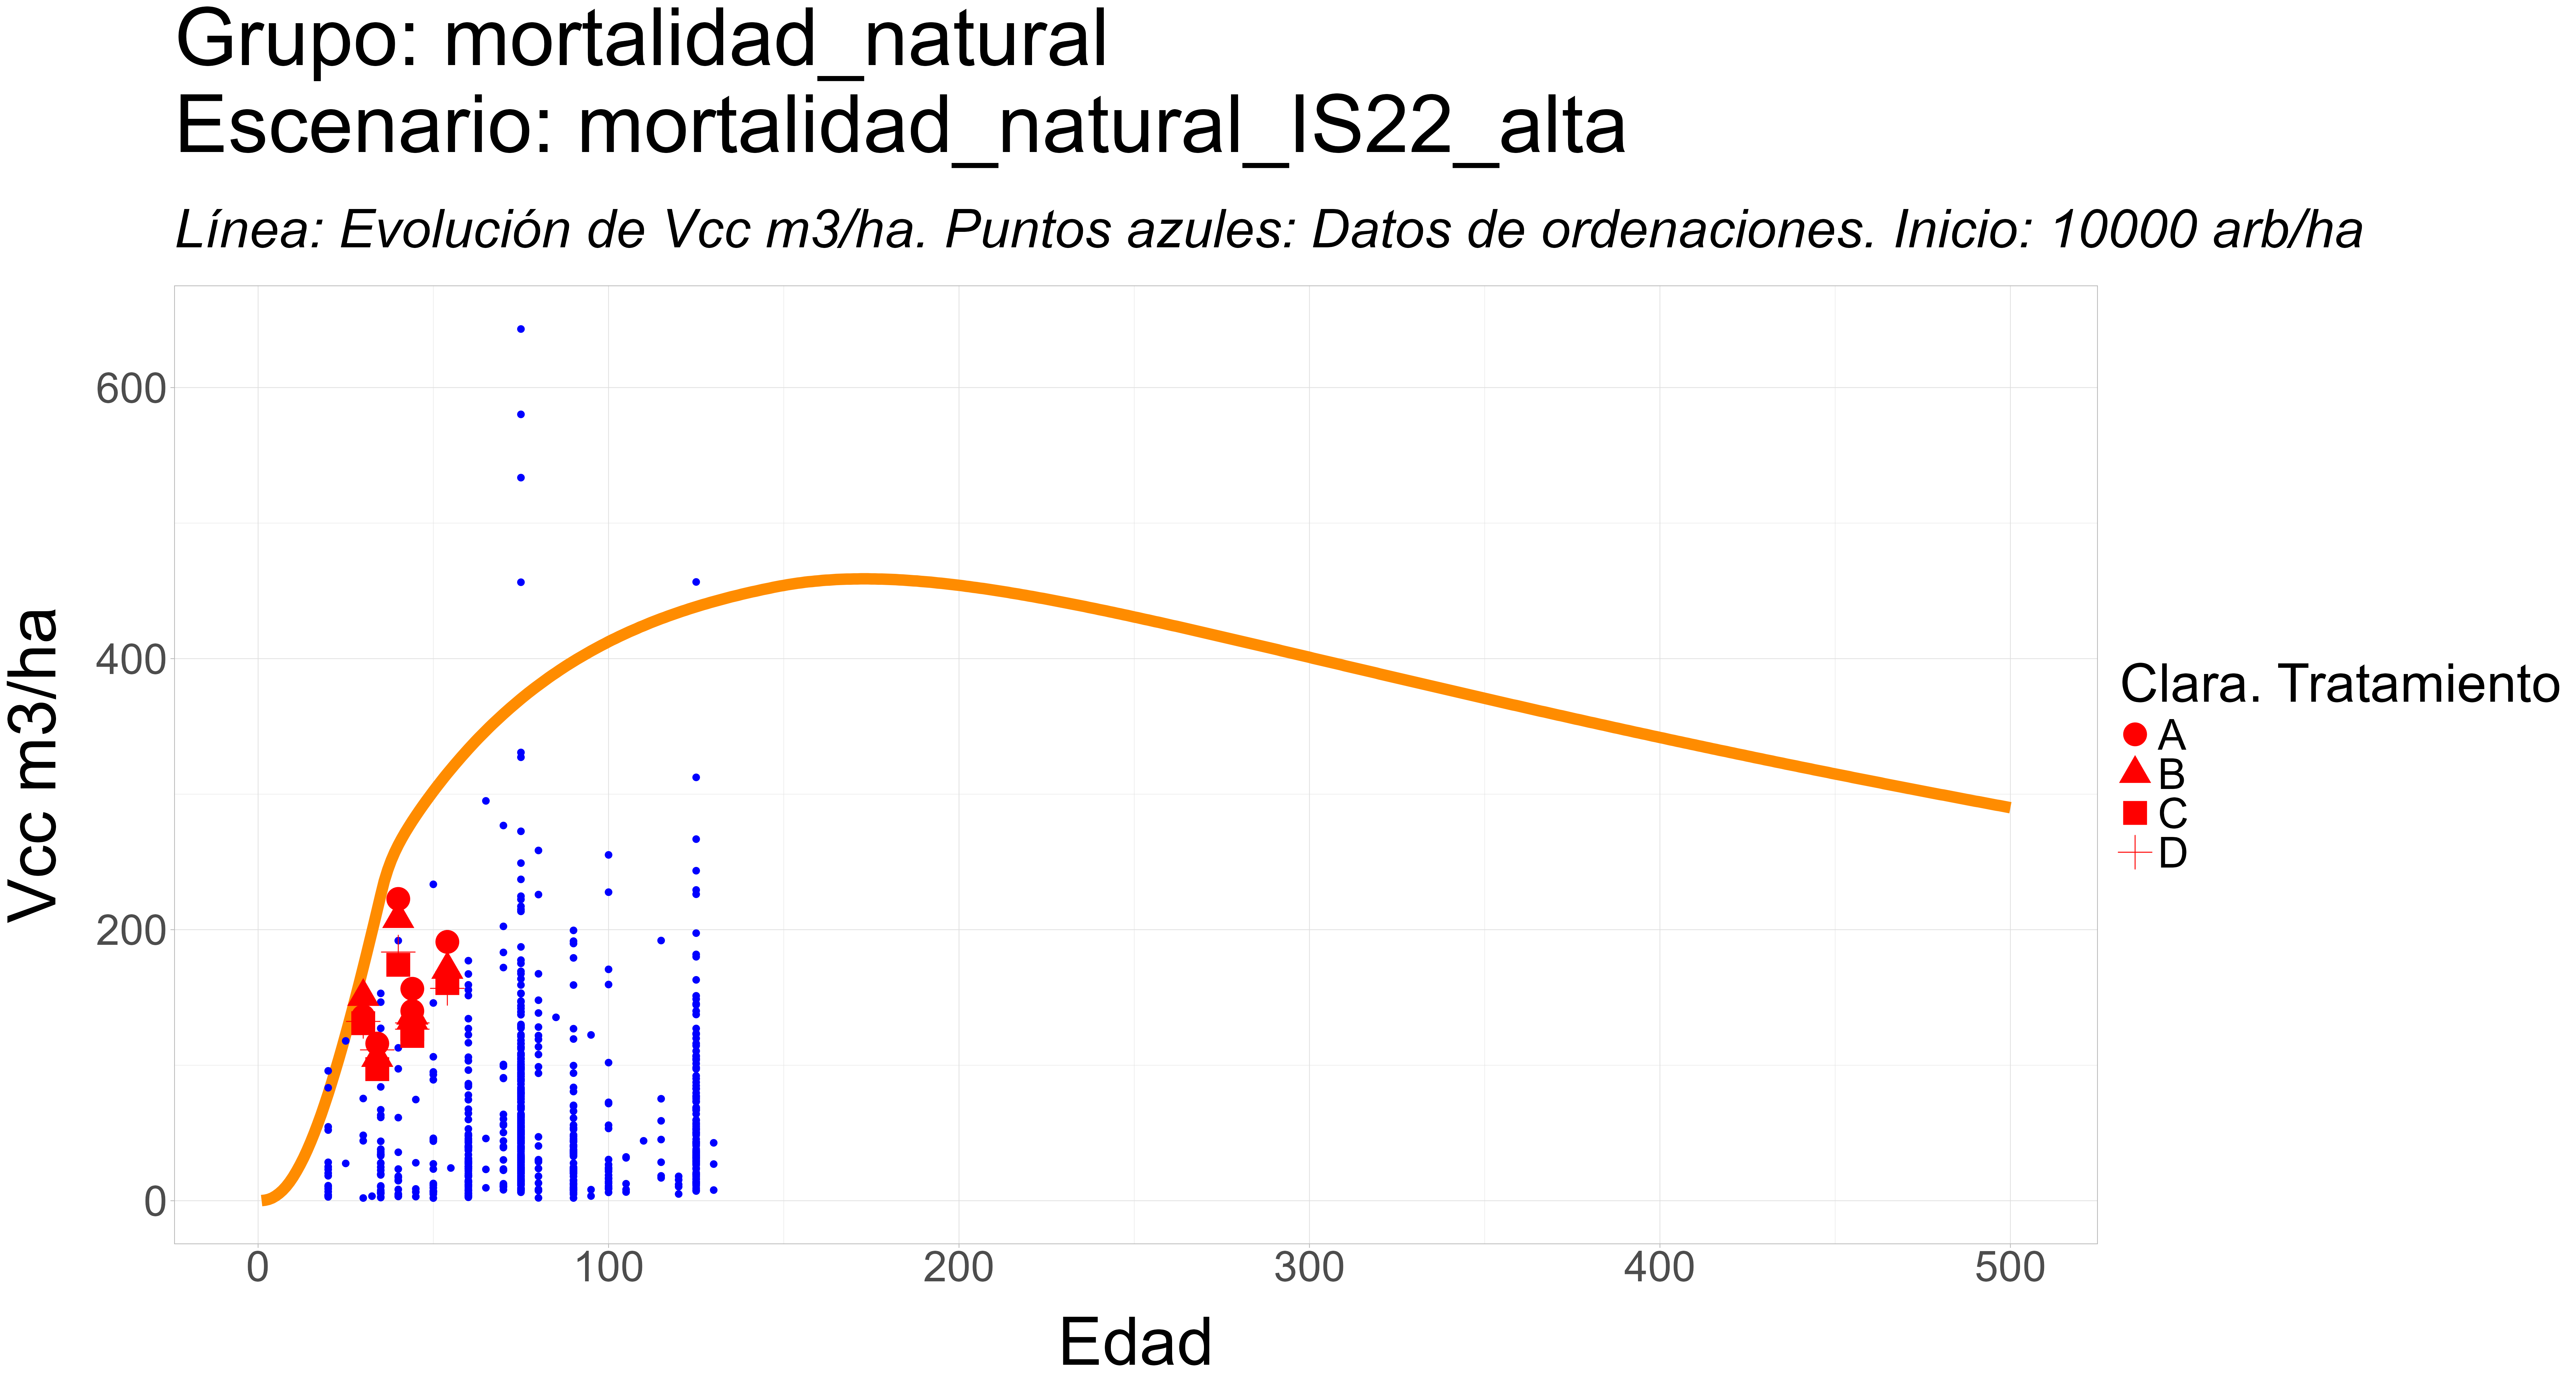 Grupo: mortalidad_natural
Escenario: mortalidad_natural_IS22_alta
Línea: Evolución de Vcc m3/ha. Puntos azules: Datos de ordenaciones. Inicio: 10000 arb/ha
Vcc m3/ha
600
400
200
0
0 100 200 300 400 500
Edad
Clara. Tratamiento
A
B
C
D